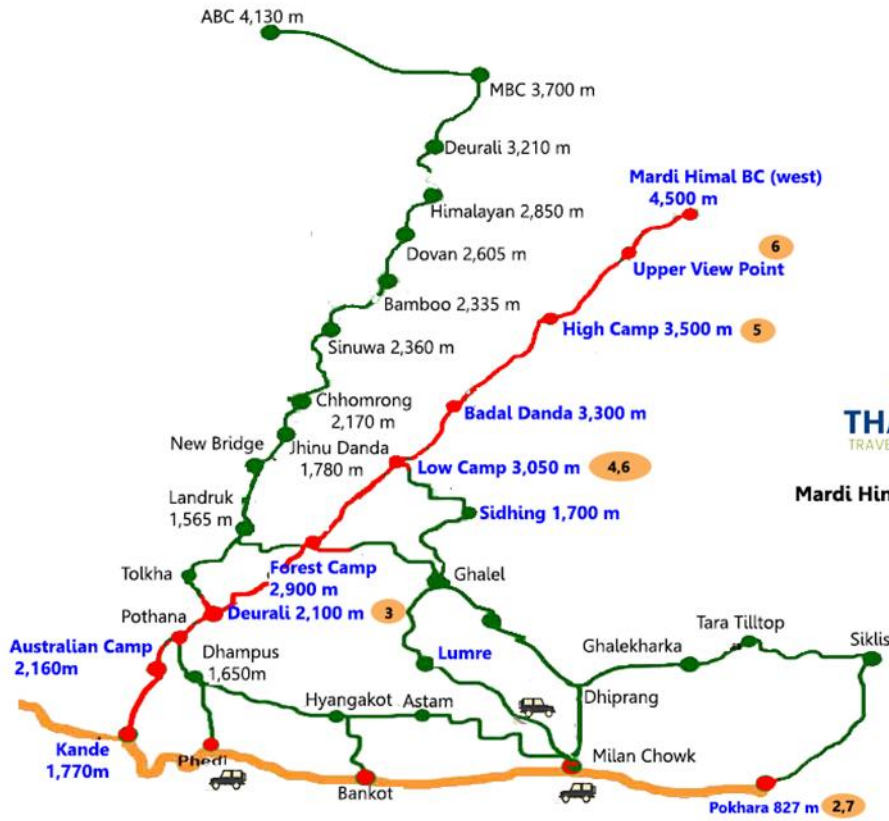 ABC 4,130 m
MBC 3,700 m
Deurali 3,210 m
Mardi Himal BC (west)
4,500 m
Himalayan 2,850 m
6
Dovan 2,605 m
Upper View Point
Bamboo 2,335 m
High Camp 3,500 m
5
Sinuwa 2,360 m
Chhomrong
2,170 m
Badal Danda 3,300 m
THA
TRAVE
New Bridge
Jhinu Danda
1,780 m
Low Camp 3,050 m
4,6
Landruk
1,565 m
Sidhing 1,700 m
Mardi Him
Forest Camp
2,900 m
Tolkha
Ghalel
Deurali 2,100 m
3
Pothana
Australian Camp
2,160m
Dhampus
1,650m
Lumre
Ghalekharka
Tara Tilltop
Siklis
Hyangakot
Astam
Dhiprang
Kande
1,770m
Phedi
Milan Chowk
Bankot
Pokhara 827 m
2,7